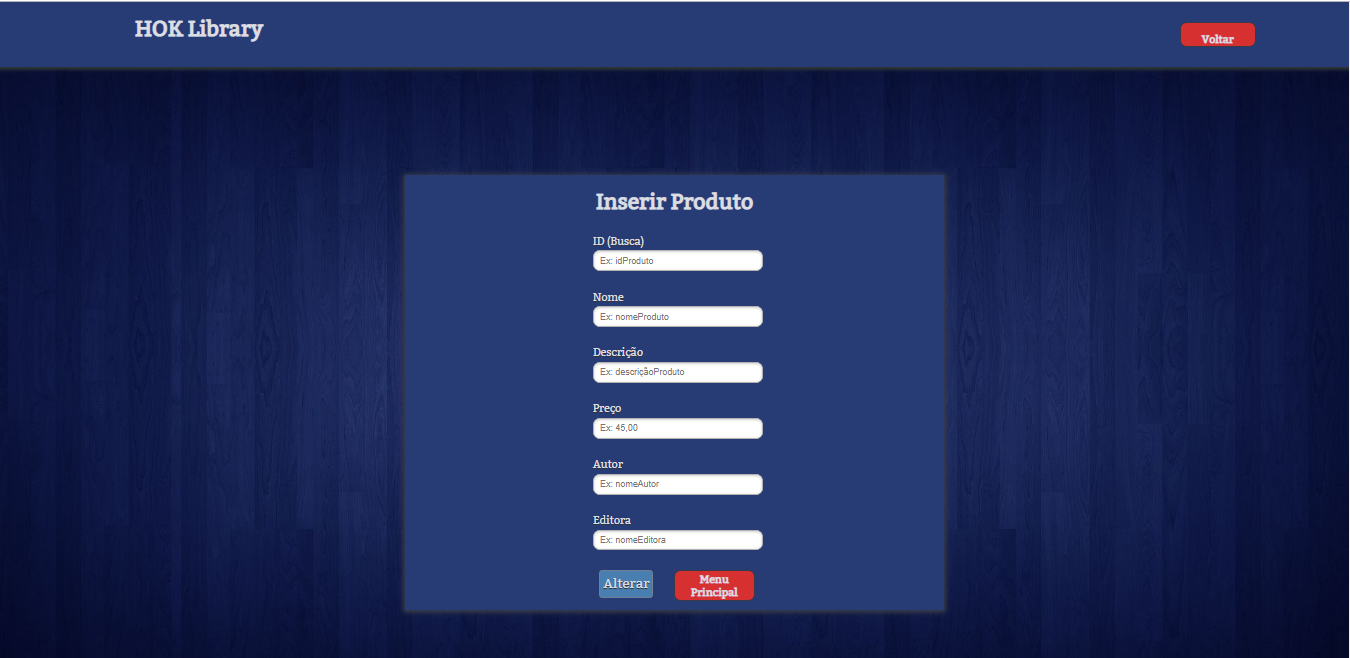 HOK Library
Voltar
Inserir Produto
ID (Busca)
Ex: idProduto
Nome
Ex: nomeProduto
Descrição
Ex: descriçãoProduto
Preço
Ex: 45,00
Autor
Ex: nomeAutor
Editora
Ex: nomeEditora
Alterar
Menu
Principal